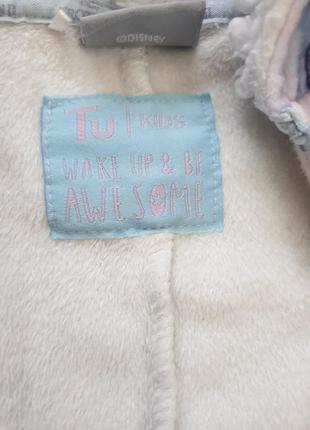 ©DISNEY
Tu | KIDS
WAKE UP & BE
AWESOME